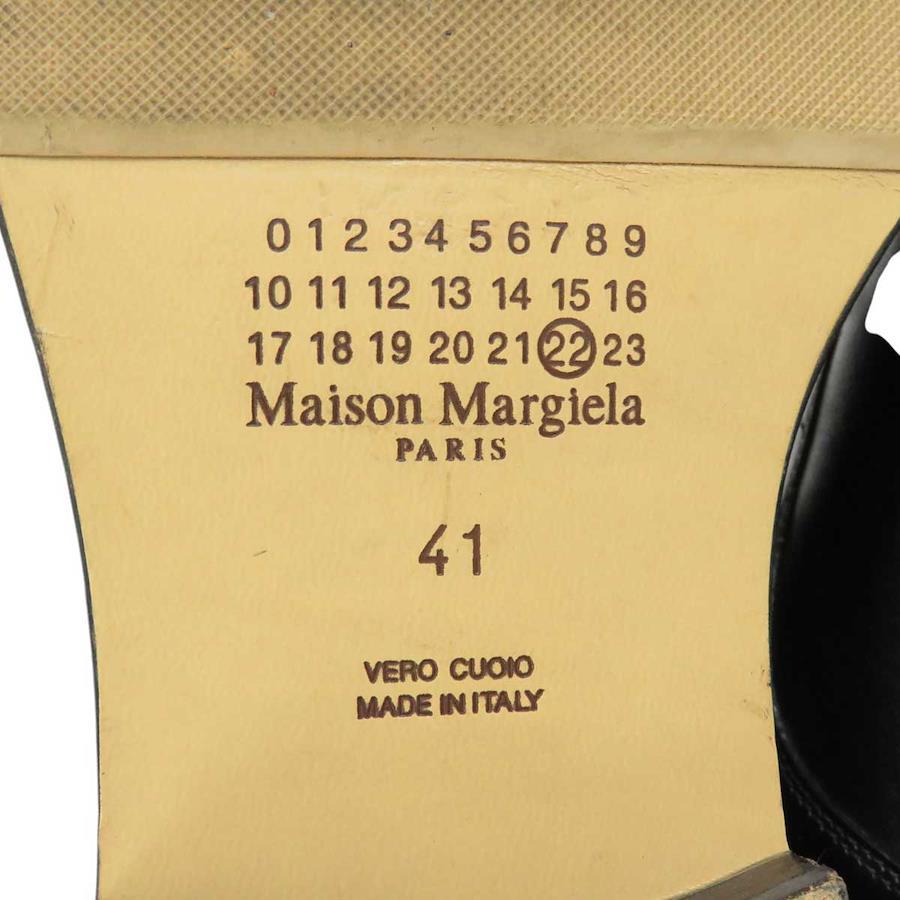 0 1 2 3 4 5 6 7 8 9
10 11 12 13 14 15 16
17 18 19 20 21 22 23
Maison Margiela
PARIS
41
VERO CUOIO
MADE IN ITALY